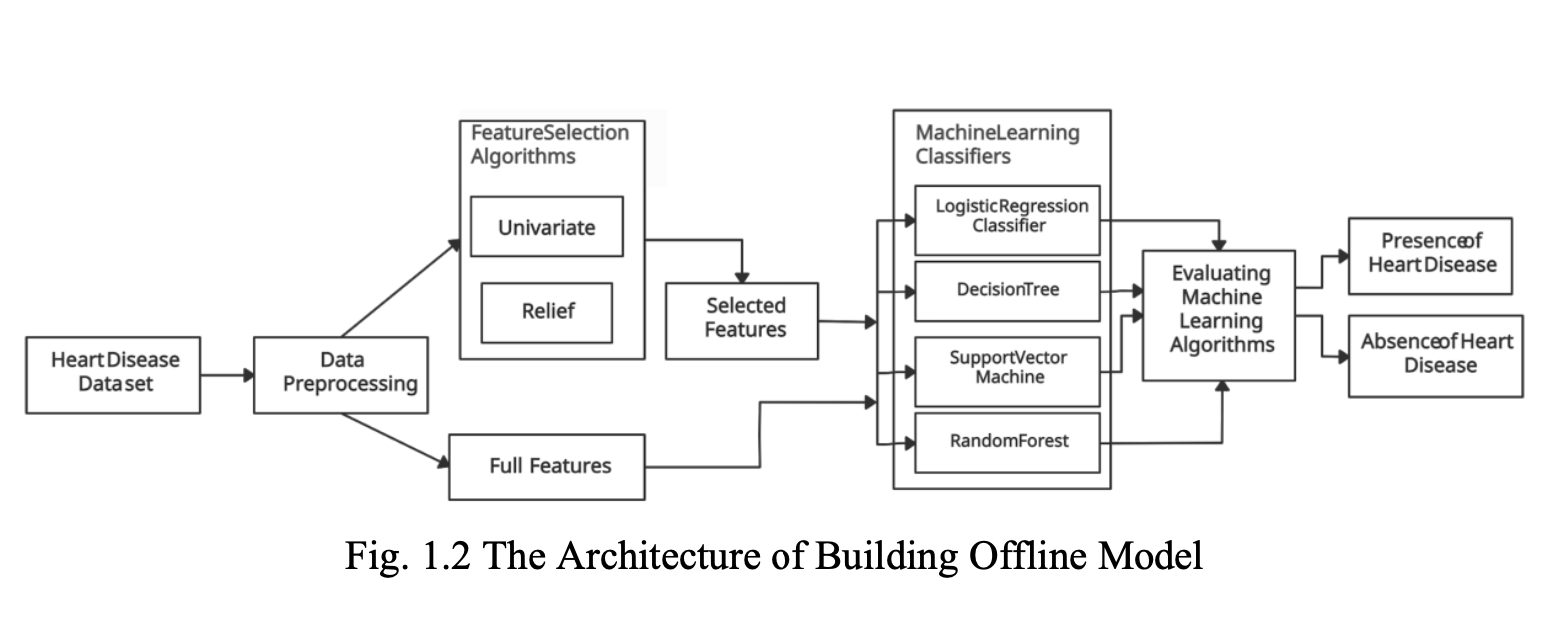 Heart Disease
Dataset
Data
Preprocessing
FeatureSelection
Algorithms
Univariate
Relief
Full Features
Selected
Features
MachineLearning
Classifiers
LogisticRegression
Classifier
DecisionTree
SupportVector
Machine
RandomForest
Evaluating
Machine
Learning
Algorithms
Presenceof
Heart Disease
Absenceof Heart
Disease
Fig. 1.2 The Architecture of Building Offline Model